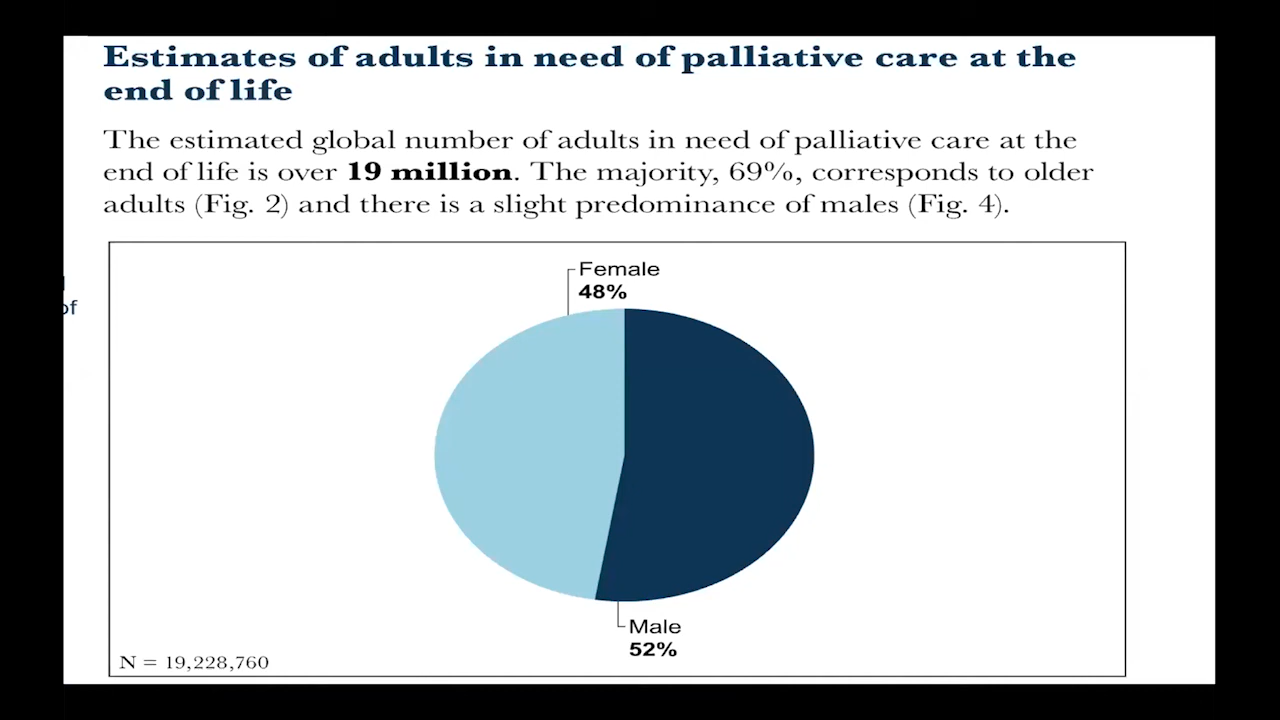 Estimates of adults in need of palliative care at the
end of life
The estimated global number of adults in need of palliative care at the
end of life is over 19 million. The majority, 69%, corresponds to older
adults (Fig. 2) and there is a slight predominance of males (Fig. 4).
of
Female
48%
Male
52%
N = 19,228,760